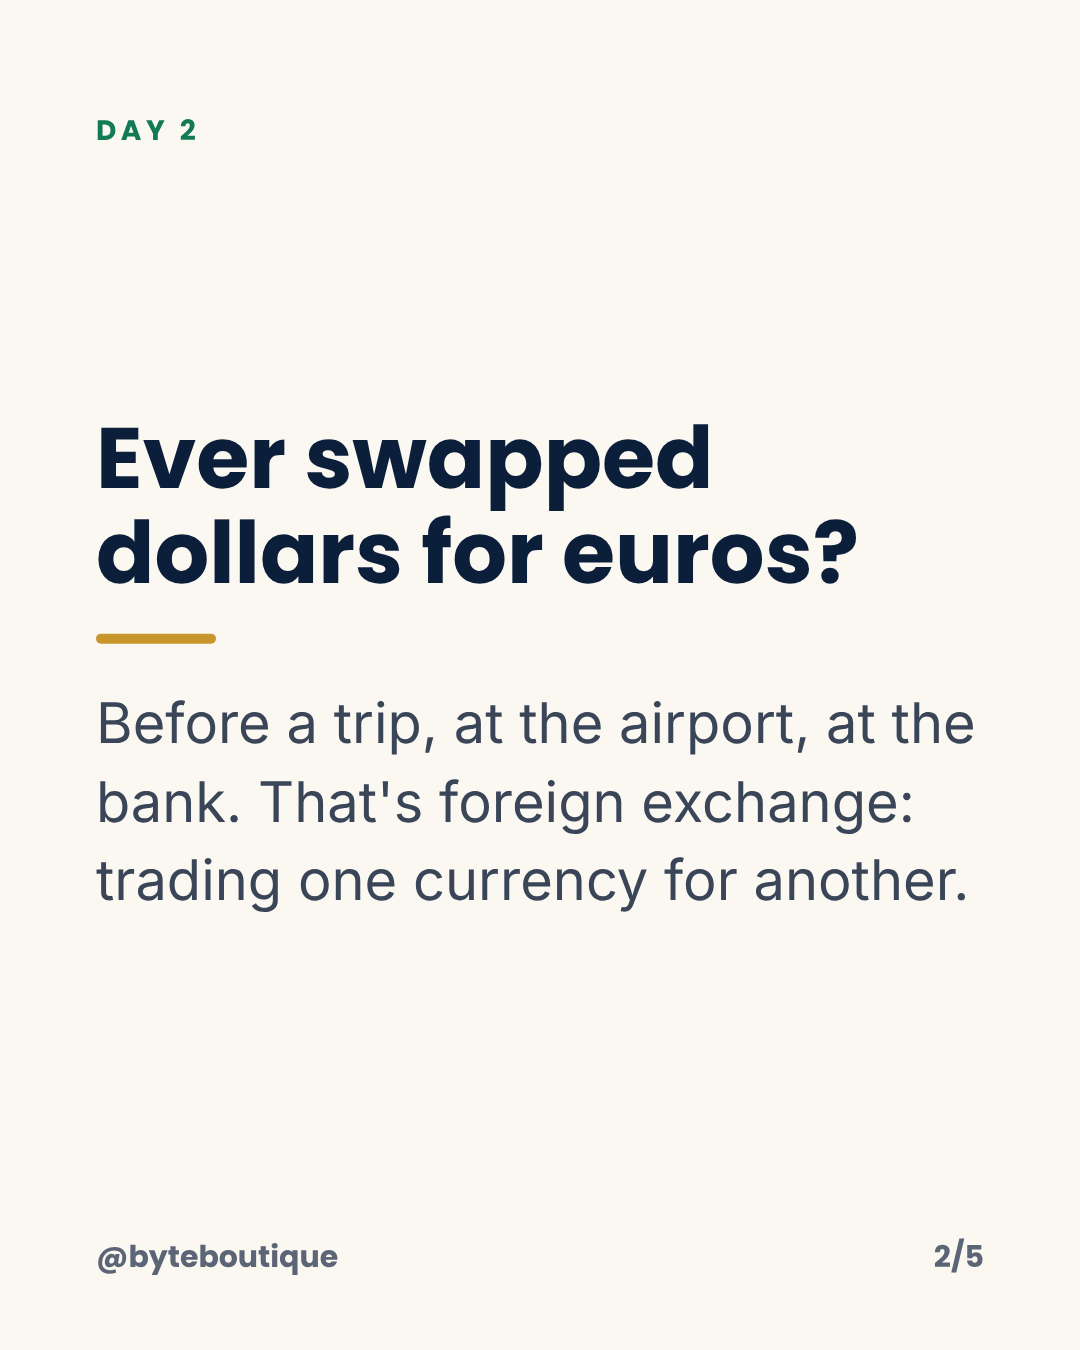 DAY 2
Ever swapped
dollars for euros?
Before a trip, at the airport, at the
bank. That's foreign exchange:
trading one currency for another.
@byteboutique
2/5